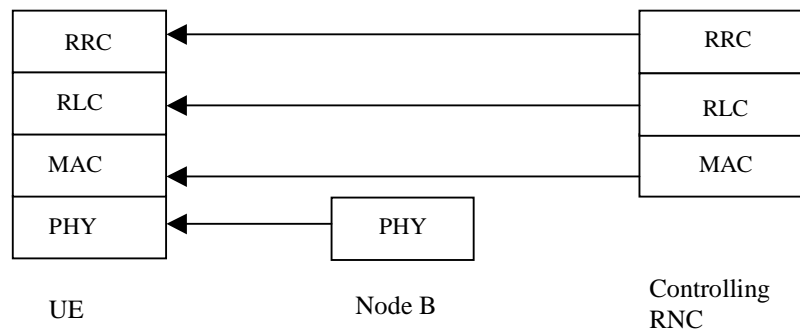 RRC
RRC
RLC
RLC
MAC
MAC
PHY
PHY
UE
Node B
Controlling
RNC